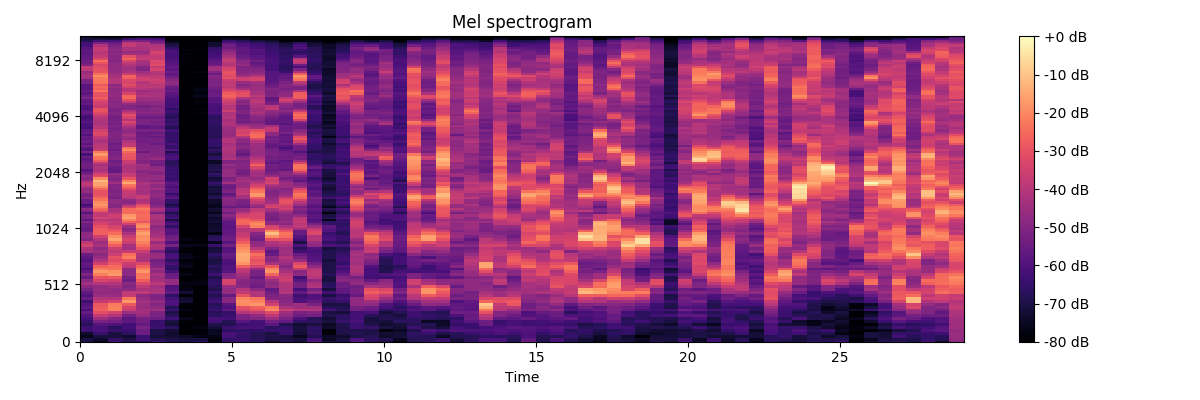 Mel spectrogram
8192
4096
2048
1024
512
0
Hz
0 5 10 15 20 25
Time
+0 dB
-10 dB
-20 dB
-30 dB
-40 dB
-50 dB
-60 dB
-70 dB
-80 dB